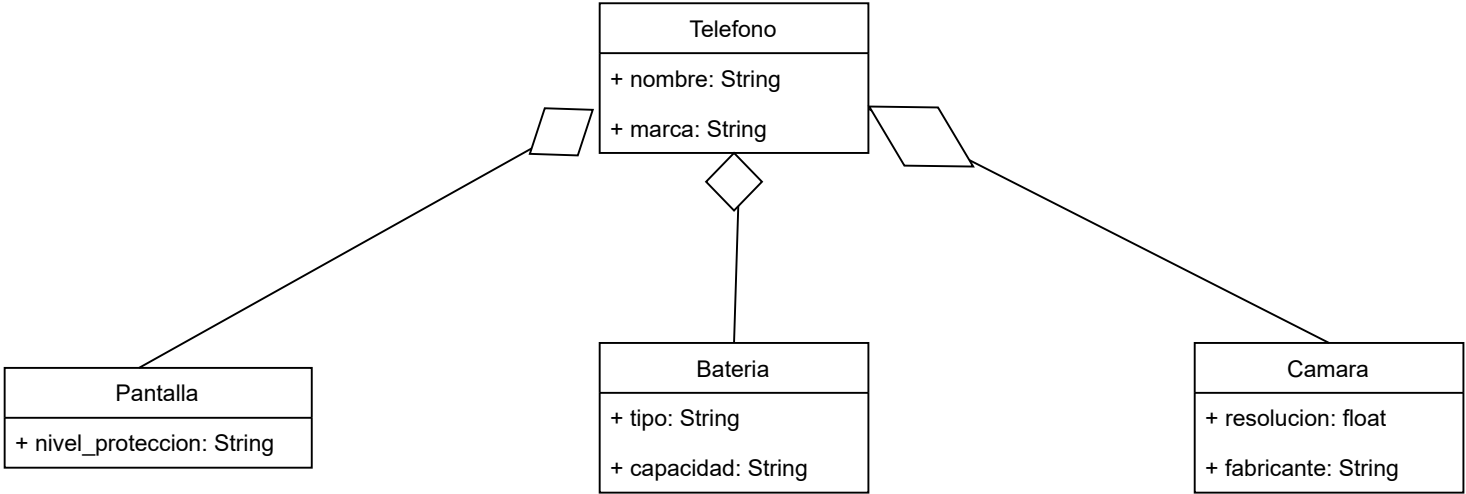 Telefono
+ nombre: String
+ marca: String
Pantalla
+ nivel_proteccion: String
Bateria
+ tipo: String
+ capacidad: String
Camara
+ resolucion: float
+ fabricante: String